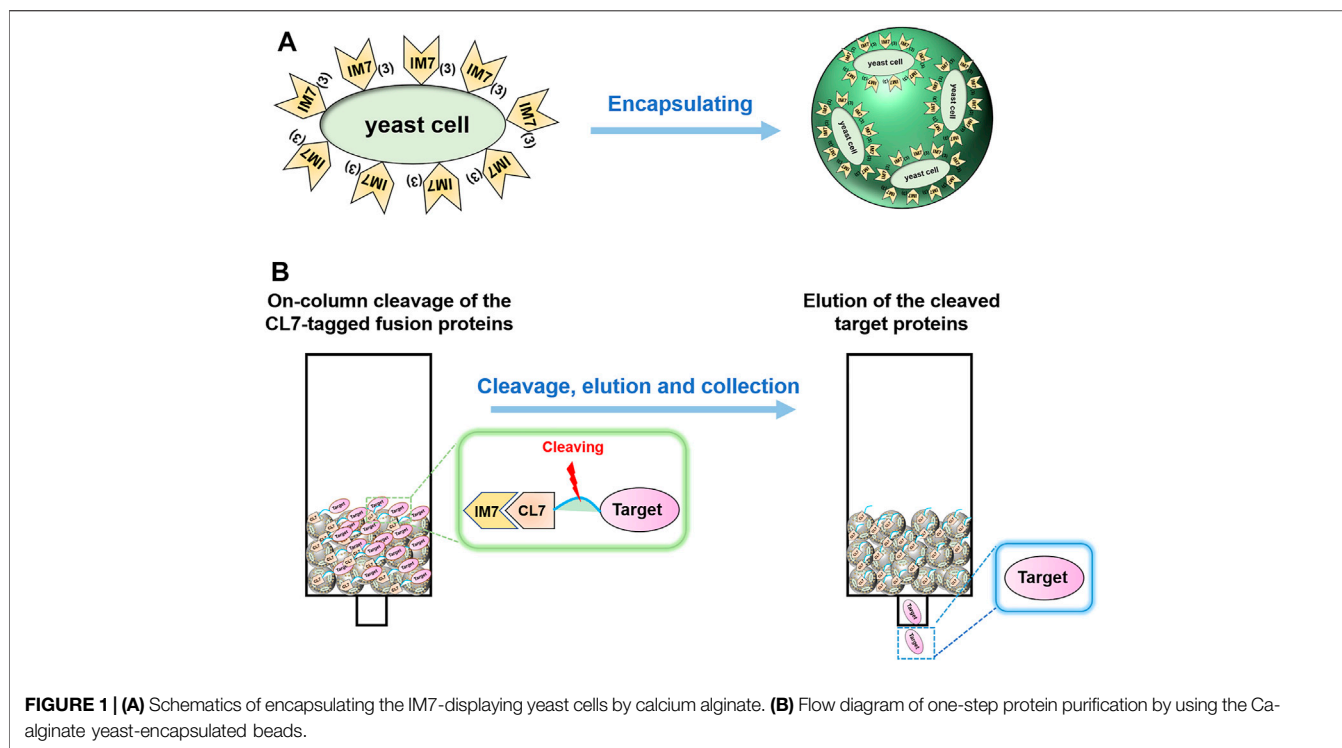 A
IM7 (3)
IM7 (3)
IM7 (3)
IM7 (3)
IM7 (3)
IM7 (3)
IM7 (3)
IM7 (3)
IM7 (3)
IM7 (3)
yeast cell
Encapsulating
yeast cell
yeast cell
yeast cell
yeast cell
B
On-column cleavage of the
CL7-tagged fusion proteins
Elution of the cleaved
target proteins
Cleavage, elution and collection
Cleaving
IM7 CL7 Target
Target
Target
Target
FIGURE 1 | (A) Schematics of encapsulating the IM7-displaying yeast cells by calcium alginate. (B) Flow diagram of one-step protein purification by using the Ca-
alginate yeast-encapsulated beads.